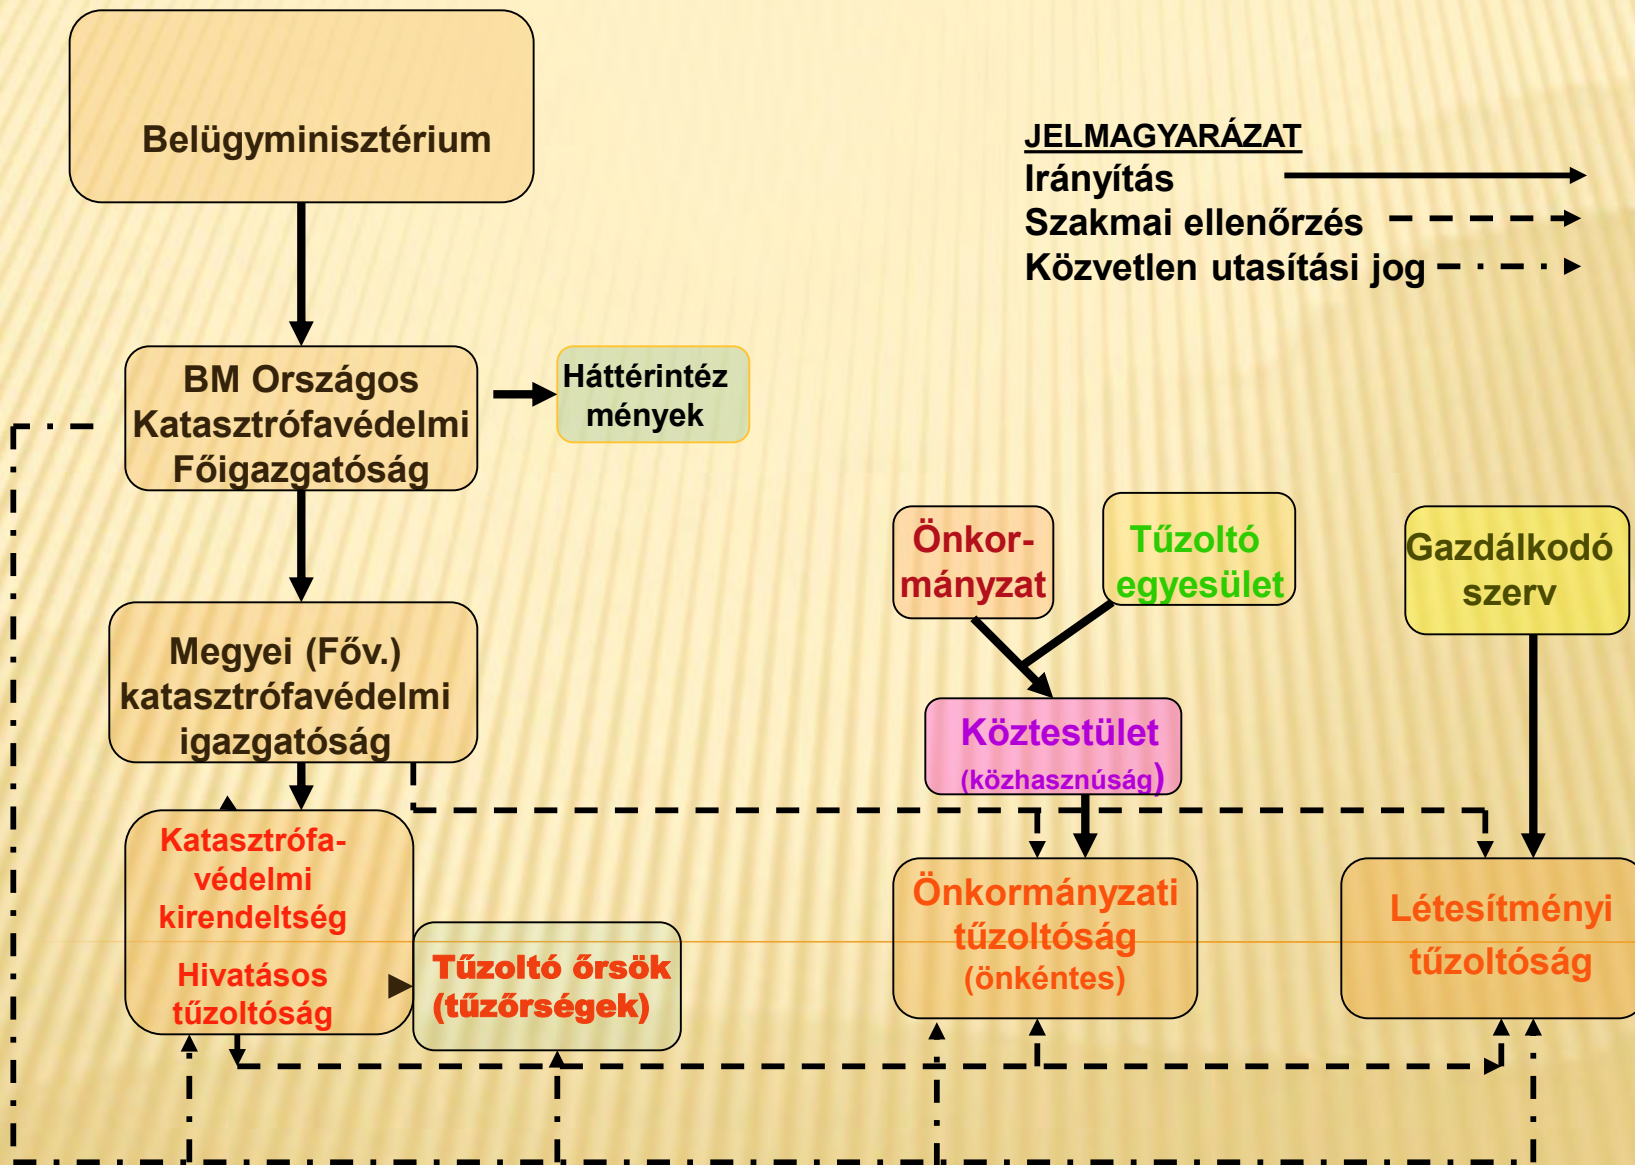 Belügyminisztérium
JELMAGYARÁZAT
Irányítás
Szakmai ellenőrzés
Közvetlen utasítási jog
BM Országos
Katasztrófavédelmi
Főigazgatóság
Háttérintéz
mények
Önkor-
mányzat
Tűzoltó
egyesület
Gazdálkodó
szerv
Megyei (Főv.)
katasztrófavédelmi
igazgatóság
Köztestület
(közhasznúság)
Katasztrófa-
védelmi
kirendeltség
Hivatásos
tűzoltóság
Tűzoltó őrsök
(tűzőrségek)
Önkormányzati
tűzoltóság
(önkéntes)
Létesítményi
tűzoltóság